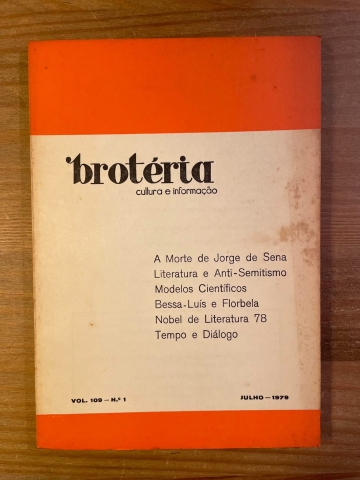 brotéria
cultura e informação
A Morte de Jorge de Sena
Literatura e Anti-Semitismo
Modelos Científicos
Bessa-Luís e Florbela
Nobel de Literatura 78
Tempo e Diálogo
VOL. 109 — N.º 1
JULHO — 1979